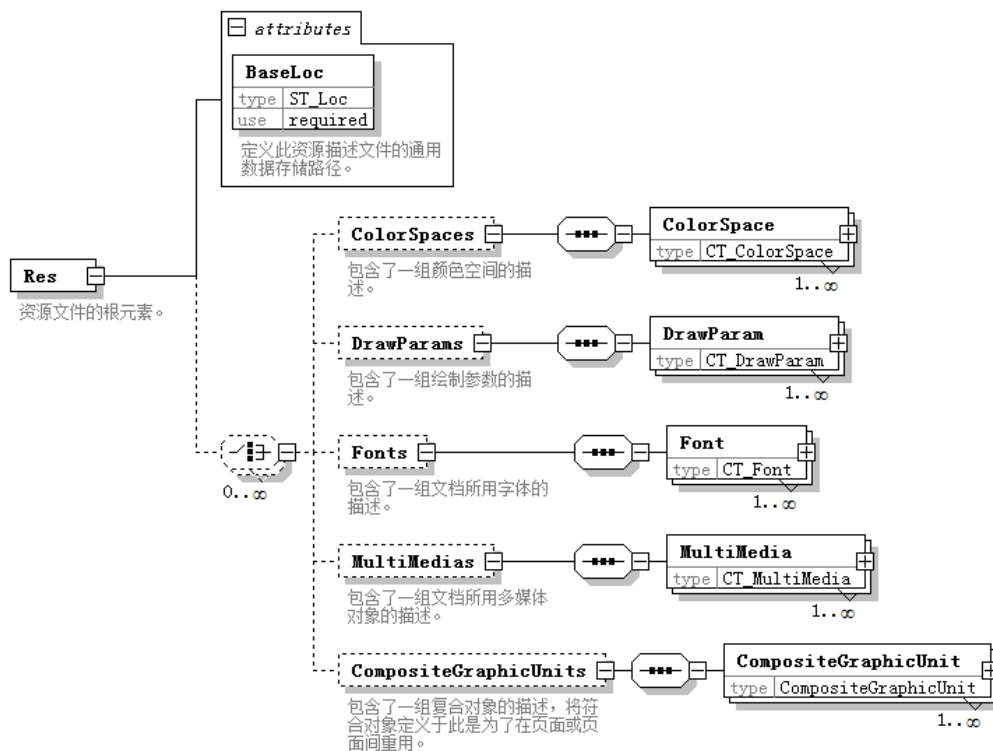 attributes
BaseLoc
type ST_Loc
use required
定义此资源描述文件的通用
数据存储路径。
Res
资源文件的根元素。
0..∞
ColorSpaces
包含了一组颜色空间的描
述。
ColorSpace
type CT_ColorSpace
1..∞
DrawParams
包含了一组绘制参数的描
述。
DrawParam
type CT_DrawParam
1..∞
Fonts
包含了一组文档所用字体的
描述。
Font
type CT_Font
1..∞
MultiMedias
包含了一组文档所用多媒体
对象的描述。
MultiMedia
type CT_MultiMedia
1..∞
CompositeGraphicUnits
包含了一组复合对象的描述，将符
合对象定义于此是为了在页面或页
面间重用。
CompositeGraphicUnit
type CompositeGraphicUnit
1..∞